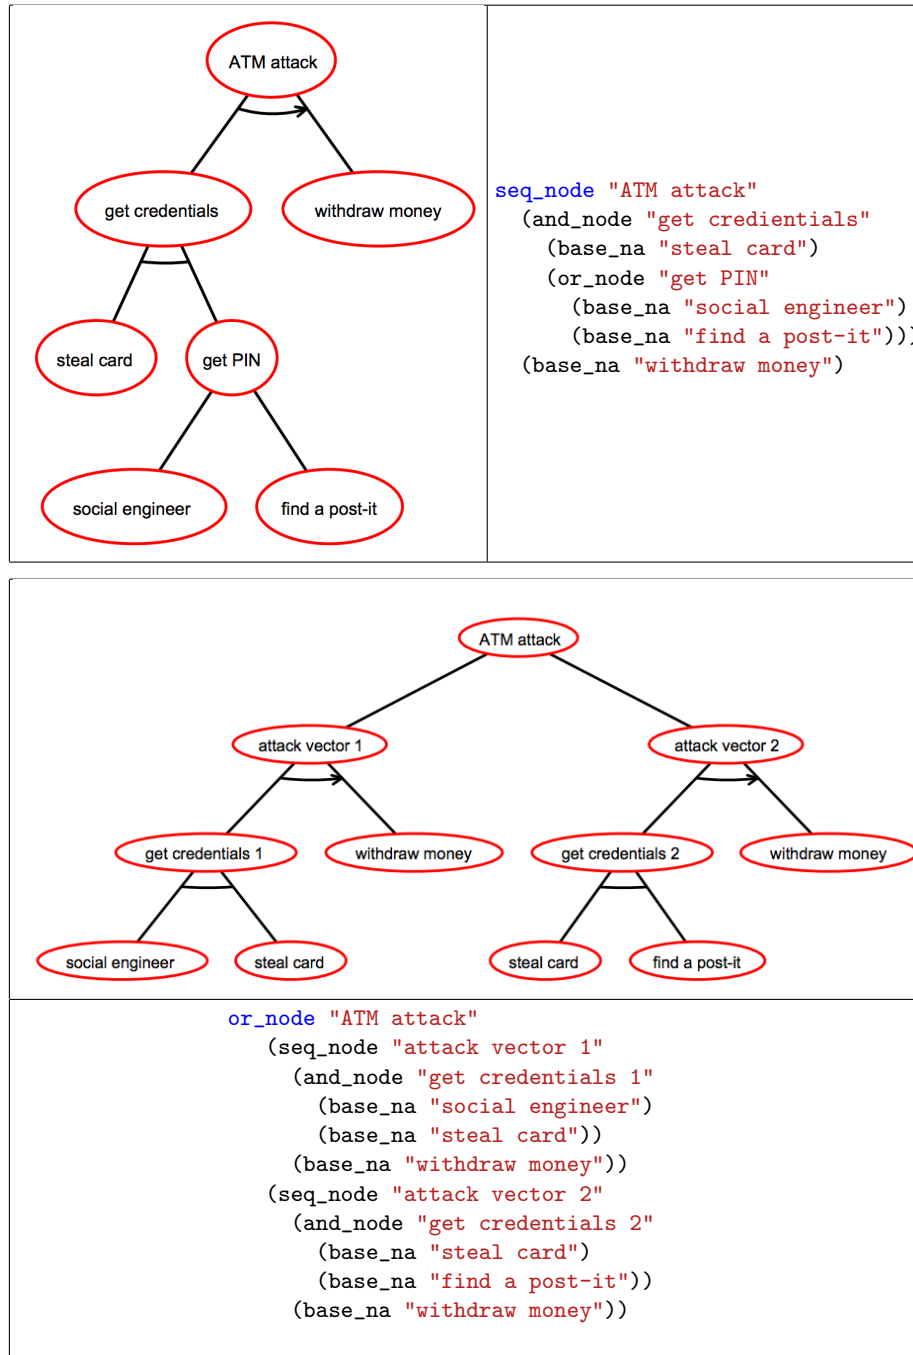 ATM attack
get credentials
withdraw money
steal card
get PIN
social engineer
find a post-it
seq_node "ATM attack"
(and_node "get credientials"
(base_na "steal card")
(or_node "get PIN"
(base_na "social engineer")
(base_na "find a post-it")))
(base_na "withdraw money")
ATM attack
attack vector 1
attack vector 2
get credentials 1
withdraw money
get credentials 2
withdraw money
social engineer
steal card
steal card
find a post-it
or_node "ATM attack"
(seq_node "attack vector 1"
(and_node "get credentials 1"
(base_na "social engineer")
(base_na "steal card"))
(base_na "withdraw money"))
(seq_node "attack vector 2"
(and_node "get credentials 2"
(base_na "steal card")
(base_na "find a post-it"))
(base_na "withdraw money"))